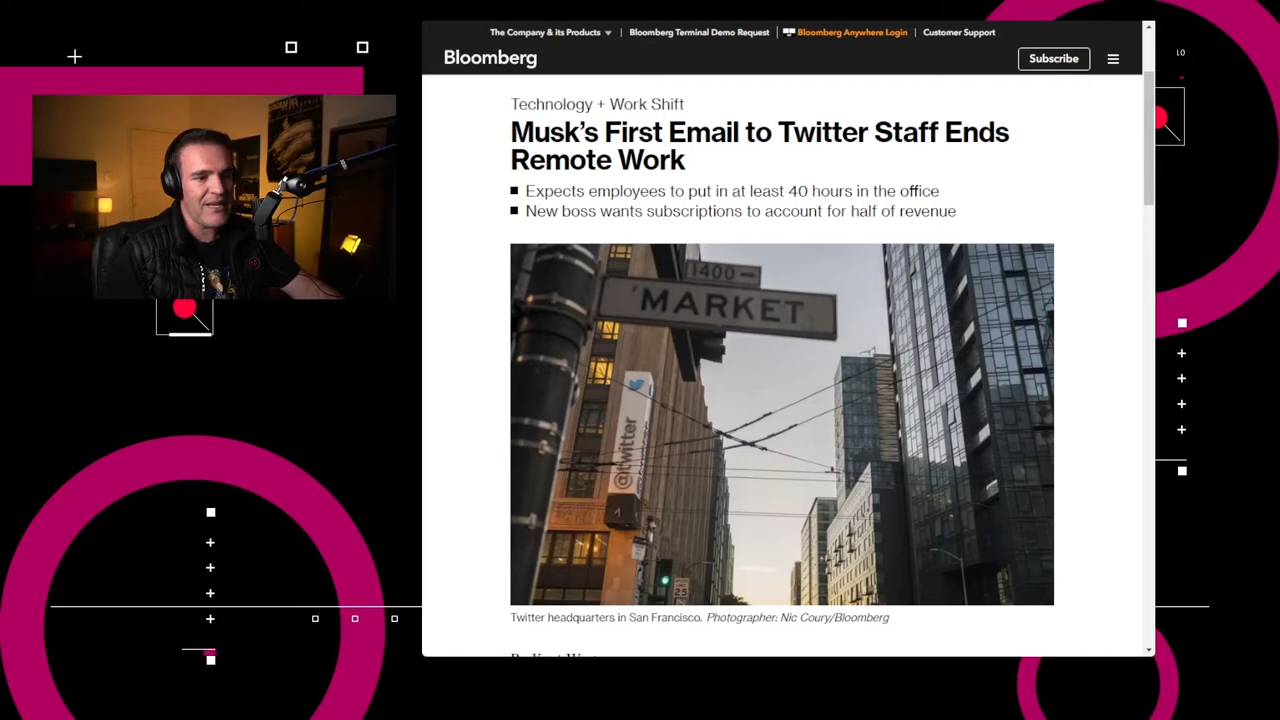 The Company & its Products
Bloomberg Terminal Demo Request
Bloomberg Anywhere Login
Customer Support
Bloomberg
Subscribe
Technology + Work Shift
Musk's First Email to Twitter Staff Ends
Remote Work
Expects employees to put in at least 40 hours in the office
New boss wants subscriptions to account for half of revenue
1400
MARKET
@twitter
Twitter headquarters in San Francisco. Photographer: Nic Coury/Bloomberg